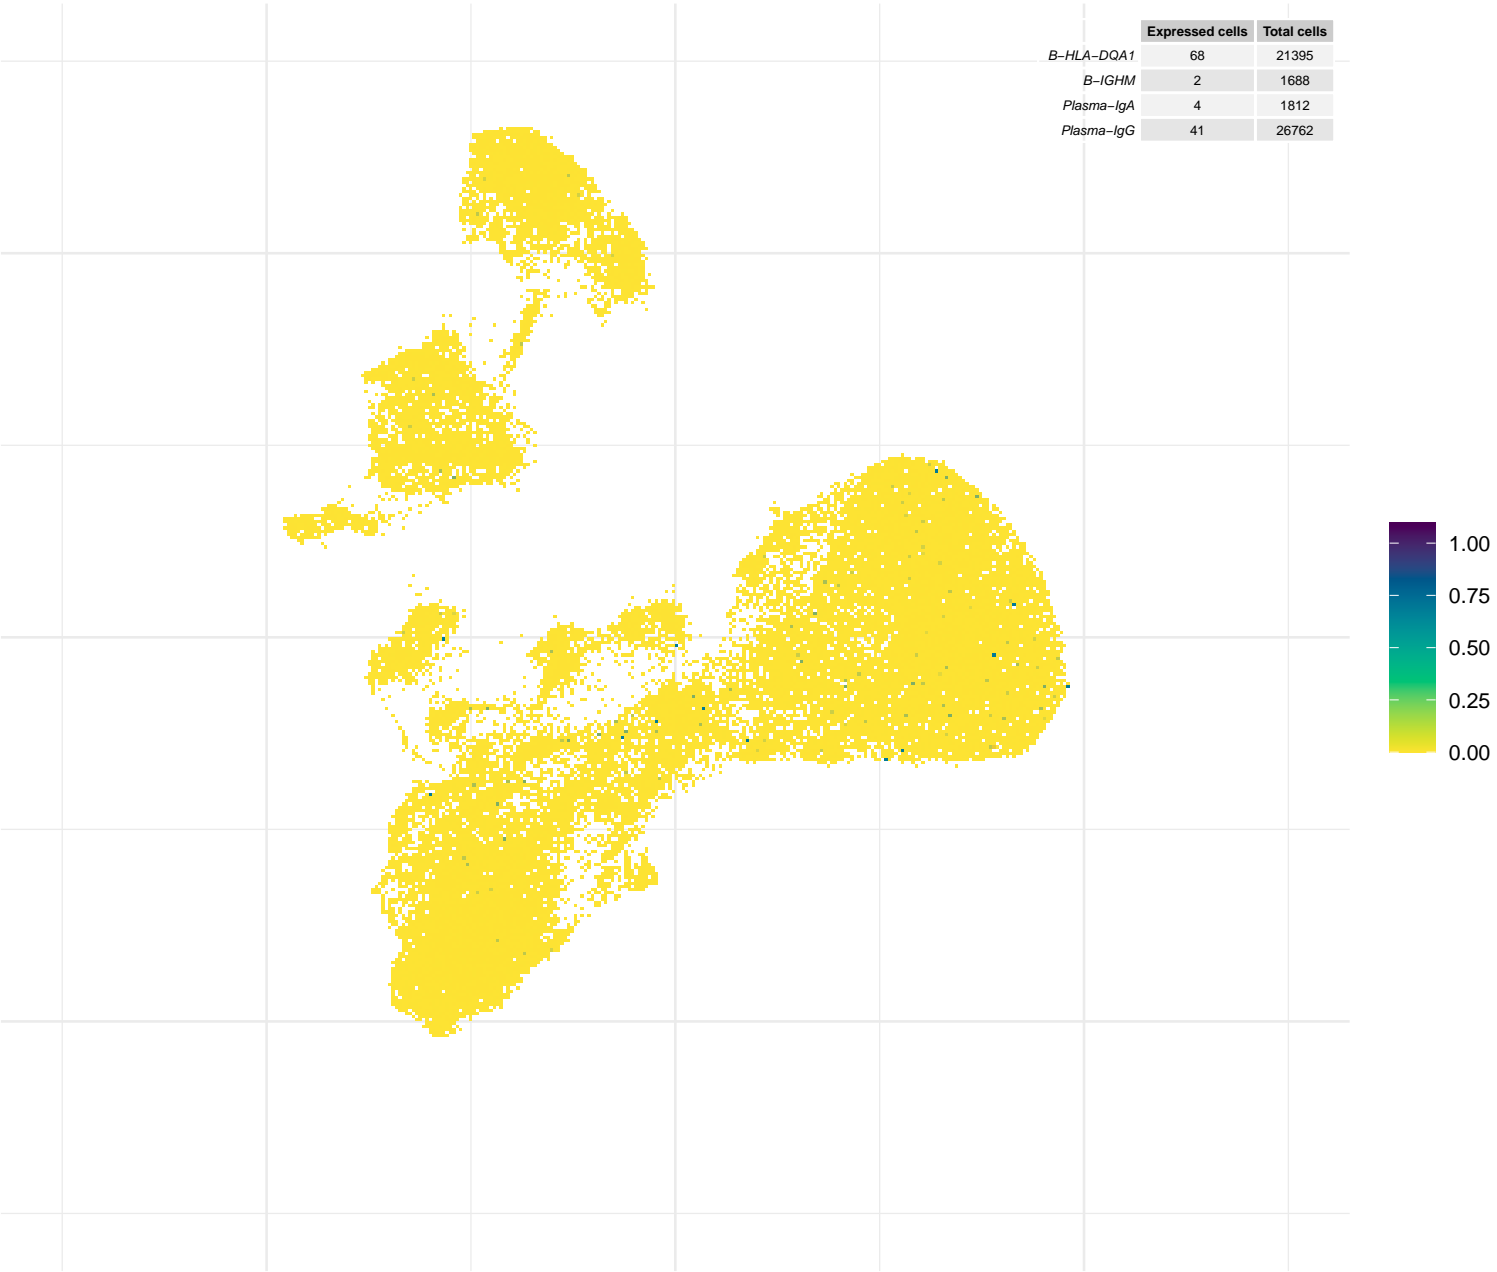 Expressed cells Total cells
B−HLA−DQA1 68 21395
B−IGHM 2 1688
Plasma−IgA 4 1812
Plasma−IgG 41 26762
1.00
0.75
0.50
0.25
0.00